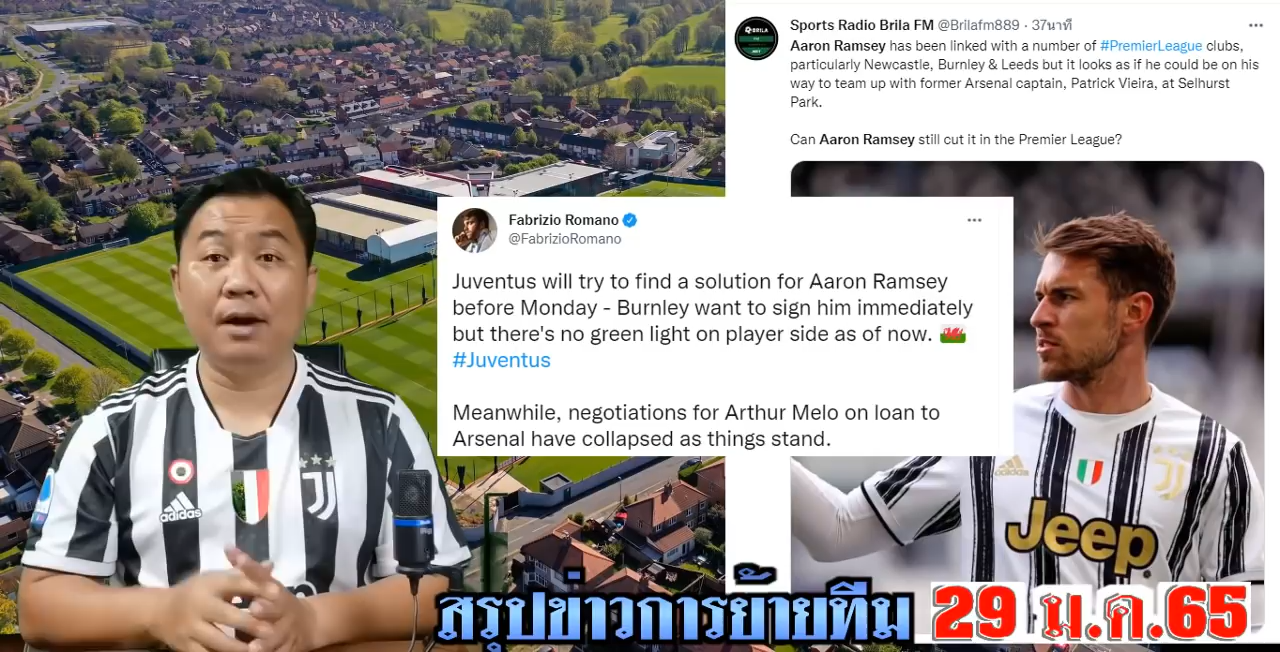 Sports Radio Brila FM @Brilafm889 · 37นาที
Aaron Ramsey has been linked with a number of #PremierLeague clubs,
particularly Newcastle, Burnley & Leeds but it looks as if he could be on his
way to team up with former Arsenal captain, Patrick Vieira, at Selhurst
Park.
Can Aaron Ramsey still cut it in the Premier League?
Fabrizio Romano
@FabrizioRomano
Juventus will try to find a solution for Aaron Ramsey
before Monday - Burnley want to sign him immediately
but there's no green light on player side as of now. 🏴󠁧󠁢󠁷󠁬󠁳󠁿
#Juventus
Meanwhile, negotiations for Arthur Melo on loan to
Arsenal have collapsed as things stand.
adidas
adidas
Jeep
สรุปข่าวการย้ายทีม 29 ม.ค.65